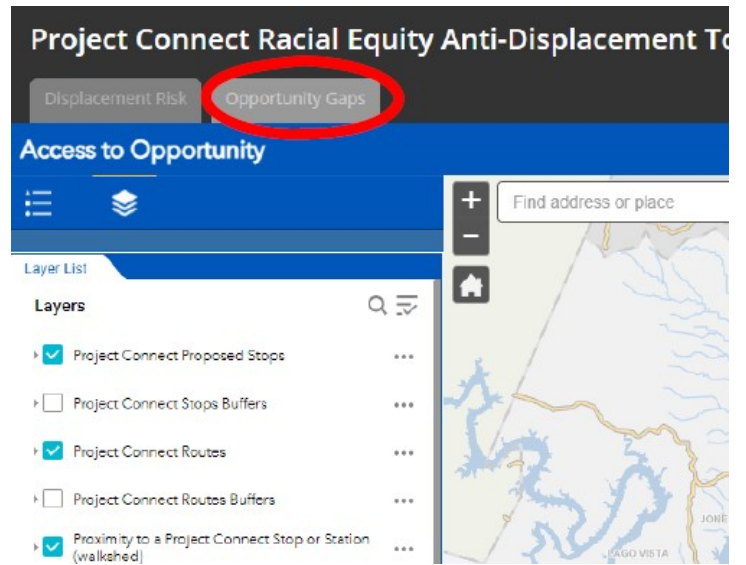 Project Connect Racial Equity Anti-Displacement To
Displacement Risk Opportunity Gaps
Access to Opportunity
+ Find address or place
−
Layer List
Layers
Project Connect Proposed Stops
Project Connect Stops Buffers
Project Connect Routes
Project Connect Routes Buffers
Proximity to a Project Connect Stop or Station
(walkshed)
JONE
LAGO VISTA